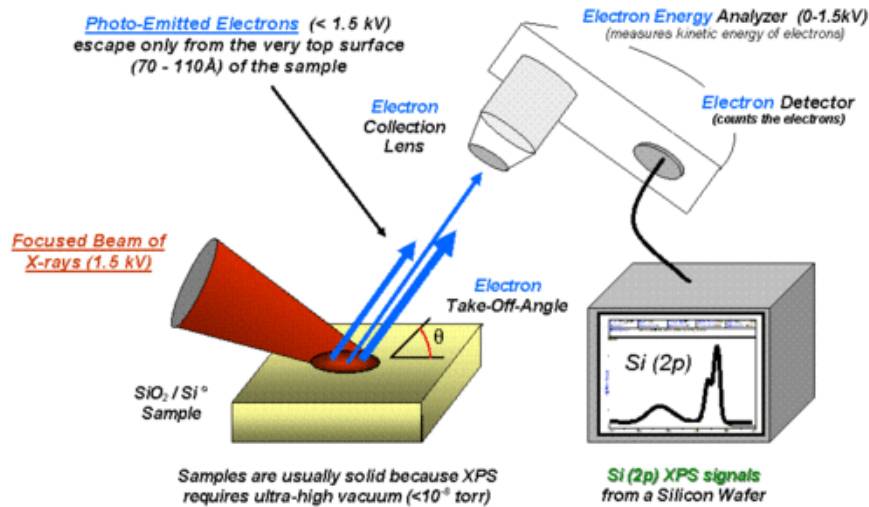 Photo-Emitted Electrons (< 1.5 kV)
escape only from the very top surface
(70 - 110Å) of the sample
Electron Energy Analyzer (0-1.5kV)
(measures kinetic energy of electrons)
Electron
Collection
Lens
Electron Detector
(counts the electrons)
Focused Beam of
X-rays (1.5 kV)
Electron
Take-Off-Angle
θ
SiO₂ / Si°
Sample
Si (2p)
Samples are usually solid because XPS
requires ultra-high vacuum (<10⁻⁸ torr)
Si (2p) XPS signals
from a Silicon Wafer